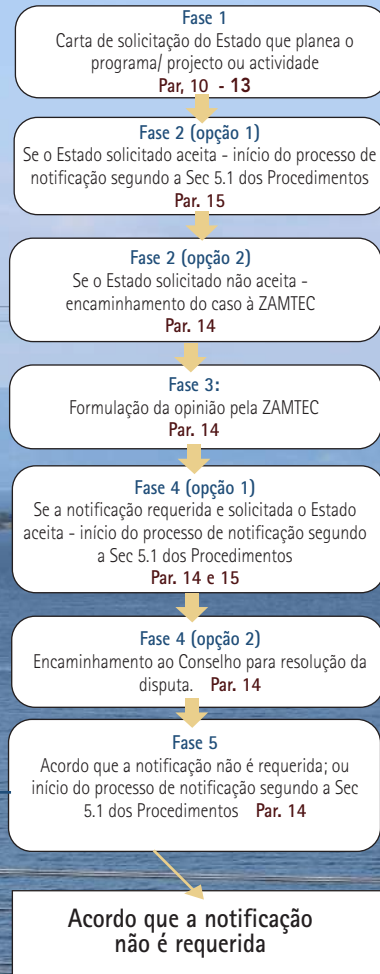 Fase 1
Carta de solicitação do Estado que planea o
programa/ projecto ou actividade
Par, 10 - 13
Fase 2 (opção 1)
Se o Estado solicitado aceita - início do processo de
notificação segundo a Sec 5.1 dos Procedimentos
Par. 15
Fase 2 (opção 2)
Se o Estado solicitado não aceita -
encaminhamento do caso à ZAMTEC
Par. 14
Fase 3:
Formulação da opinião pela ZAMTEC
Par. 14
Fase 4 (opção 1)
Se a notificação requerida e solicitada o Estado
aceita - início do processo de notificação segundo
a Sec 5.1 dos Procedimentos
Par. 14 e 15
Fase 4 (opção 2)
Encaminhamento ao Conselho para resolução da
disputa. Par. 14
Fase 5
Acordo que a notificação não é requerida; ou
início do processo de notificação segundo a Sec
5.1 dos Procedimentos Par. 14
Acordo que a notificação
não é requerida